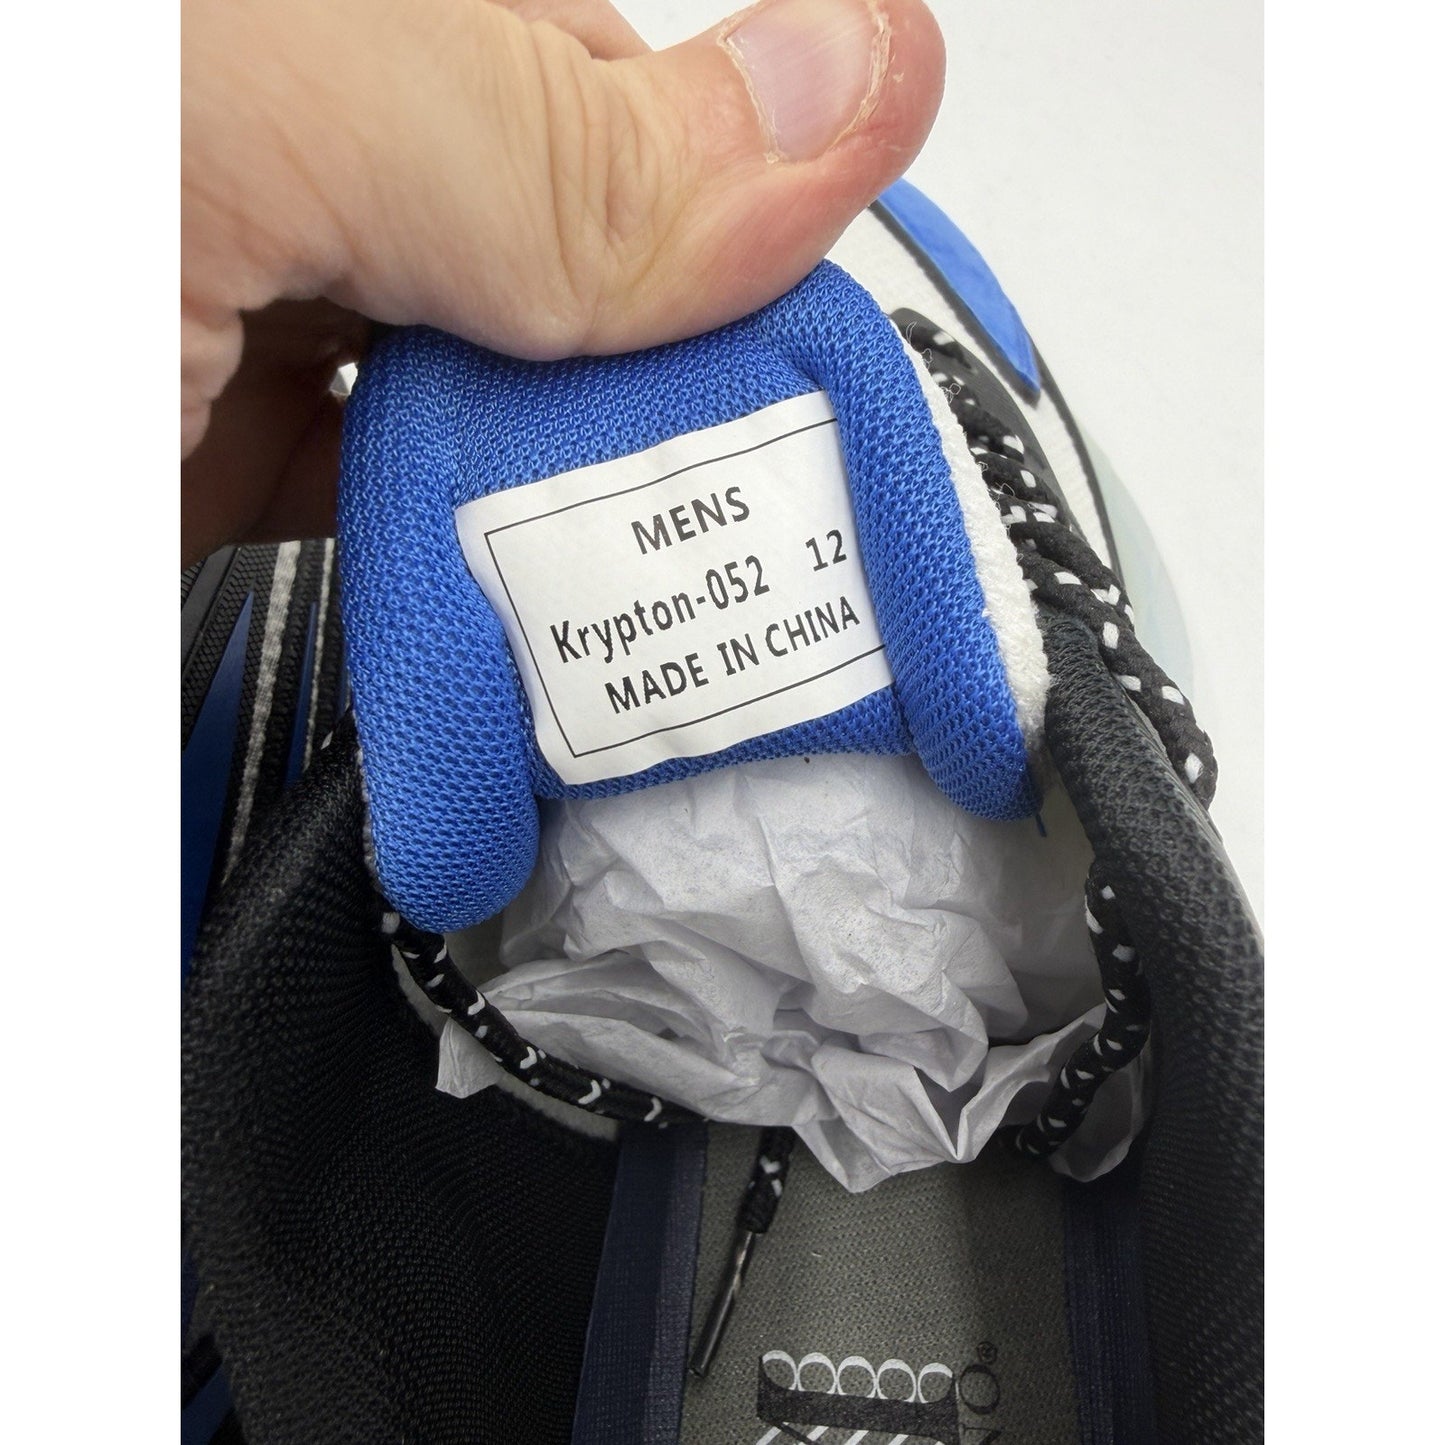 MENS
Krypton-052 12
MADE IN CHINA